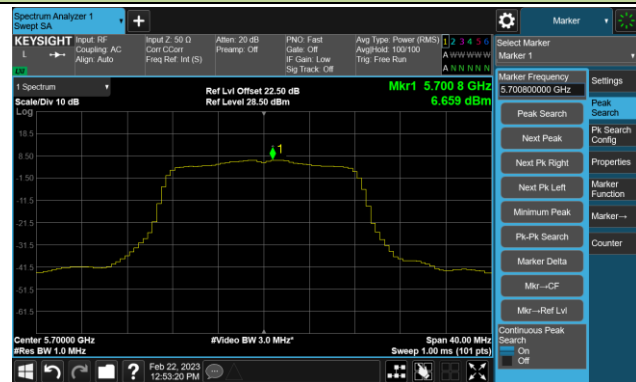 Spectrum Analyzer 1
Swept SA
Marker
KEYSIGHT
Input: RF
Coupling: AC
Align: Auto
Input Z: 50 Ω
Corr CCorr
Freq Ref: Int (S)
Atten: 20 dB
Preamp: Off
PNO: Fast
Gate: Off
IF Gain: Low
Sig Track: Off
Avg Type: Power (RMS)
Avg|Hold: 100/100
Trig: Free Run
1 2 3 4 5 6
A W W W W W
A N N N N N
L
LW
Select Marker
Marker 1
1 Spectrum
Scale/Div 10 dB
Log
Ref Lvl Offset 22.50 dB
Ref Level 28.50 dBm
Mkr1 5.700 8 GHz
6.659 dBm
Marker Frequency
5.700800000 GHz
Settings
Peak Search
Peak
Search
Next Peak
Pk Search
Config
Next Pk Right
Properties
Next Pk Left
Marker
Function
Minimum Peak
Marker→
Pk-Pk Search
Counter
Marker Delta
Mkr→CF
Mkr→Ref Lvl
Continuous Peak
Search
On
Off
18.5
8.50
-1.50
-11.5
-21.5
-31.5
-41.5
-51.5
-61.5
1
Center 5.70000 GHz
#Res BW 1.0 MHz
#Video BW 3.0 MHz*
Span 40.00 MHz
Sweep 1.00 ms (101 pts)
Feb 22, 2023
12:53:20 PM